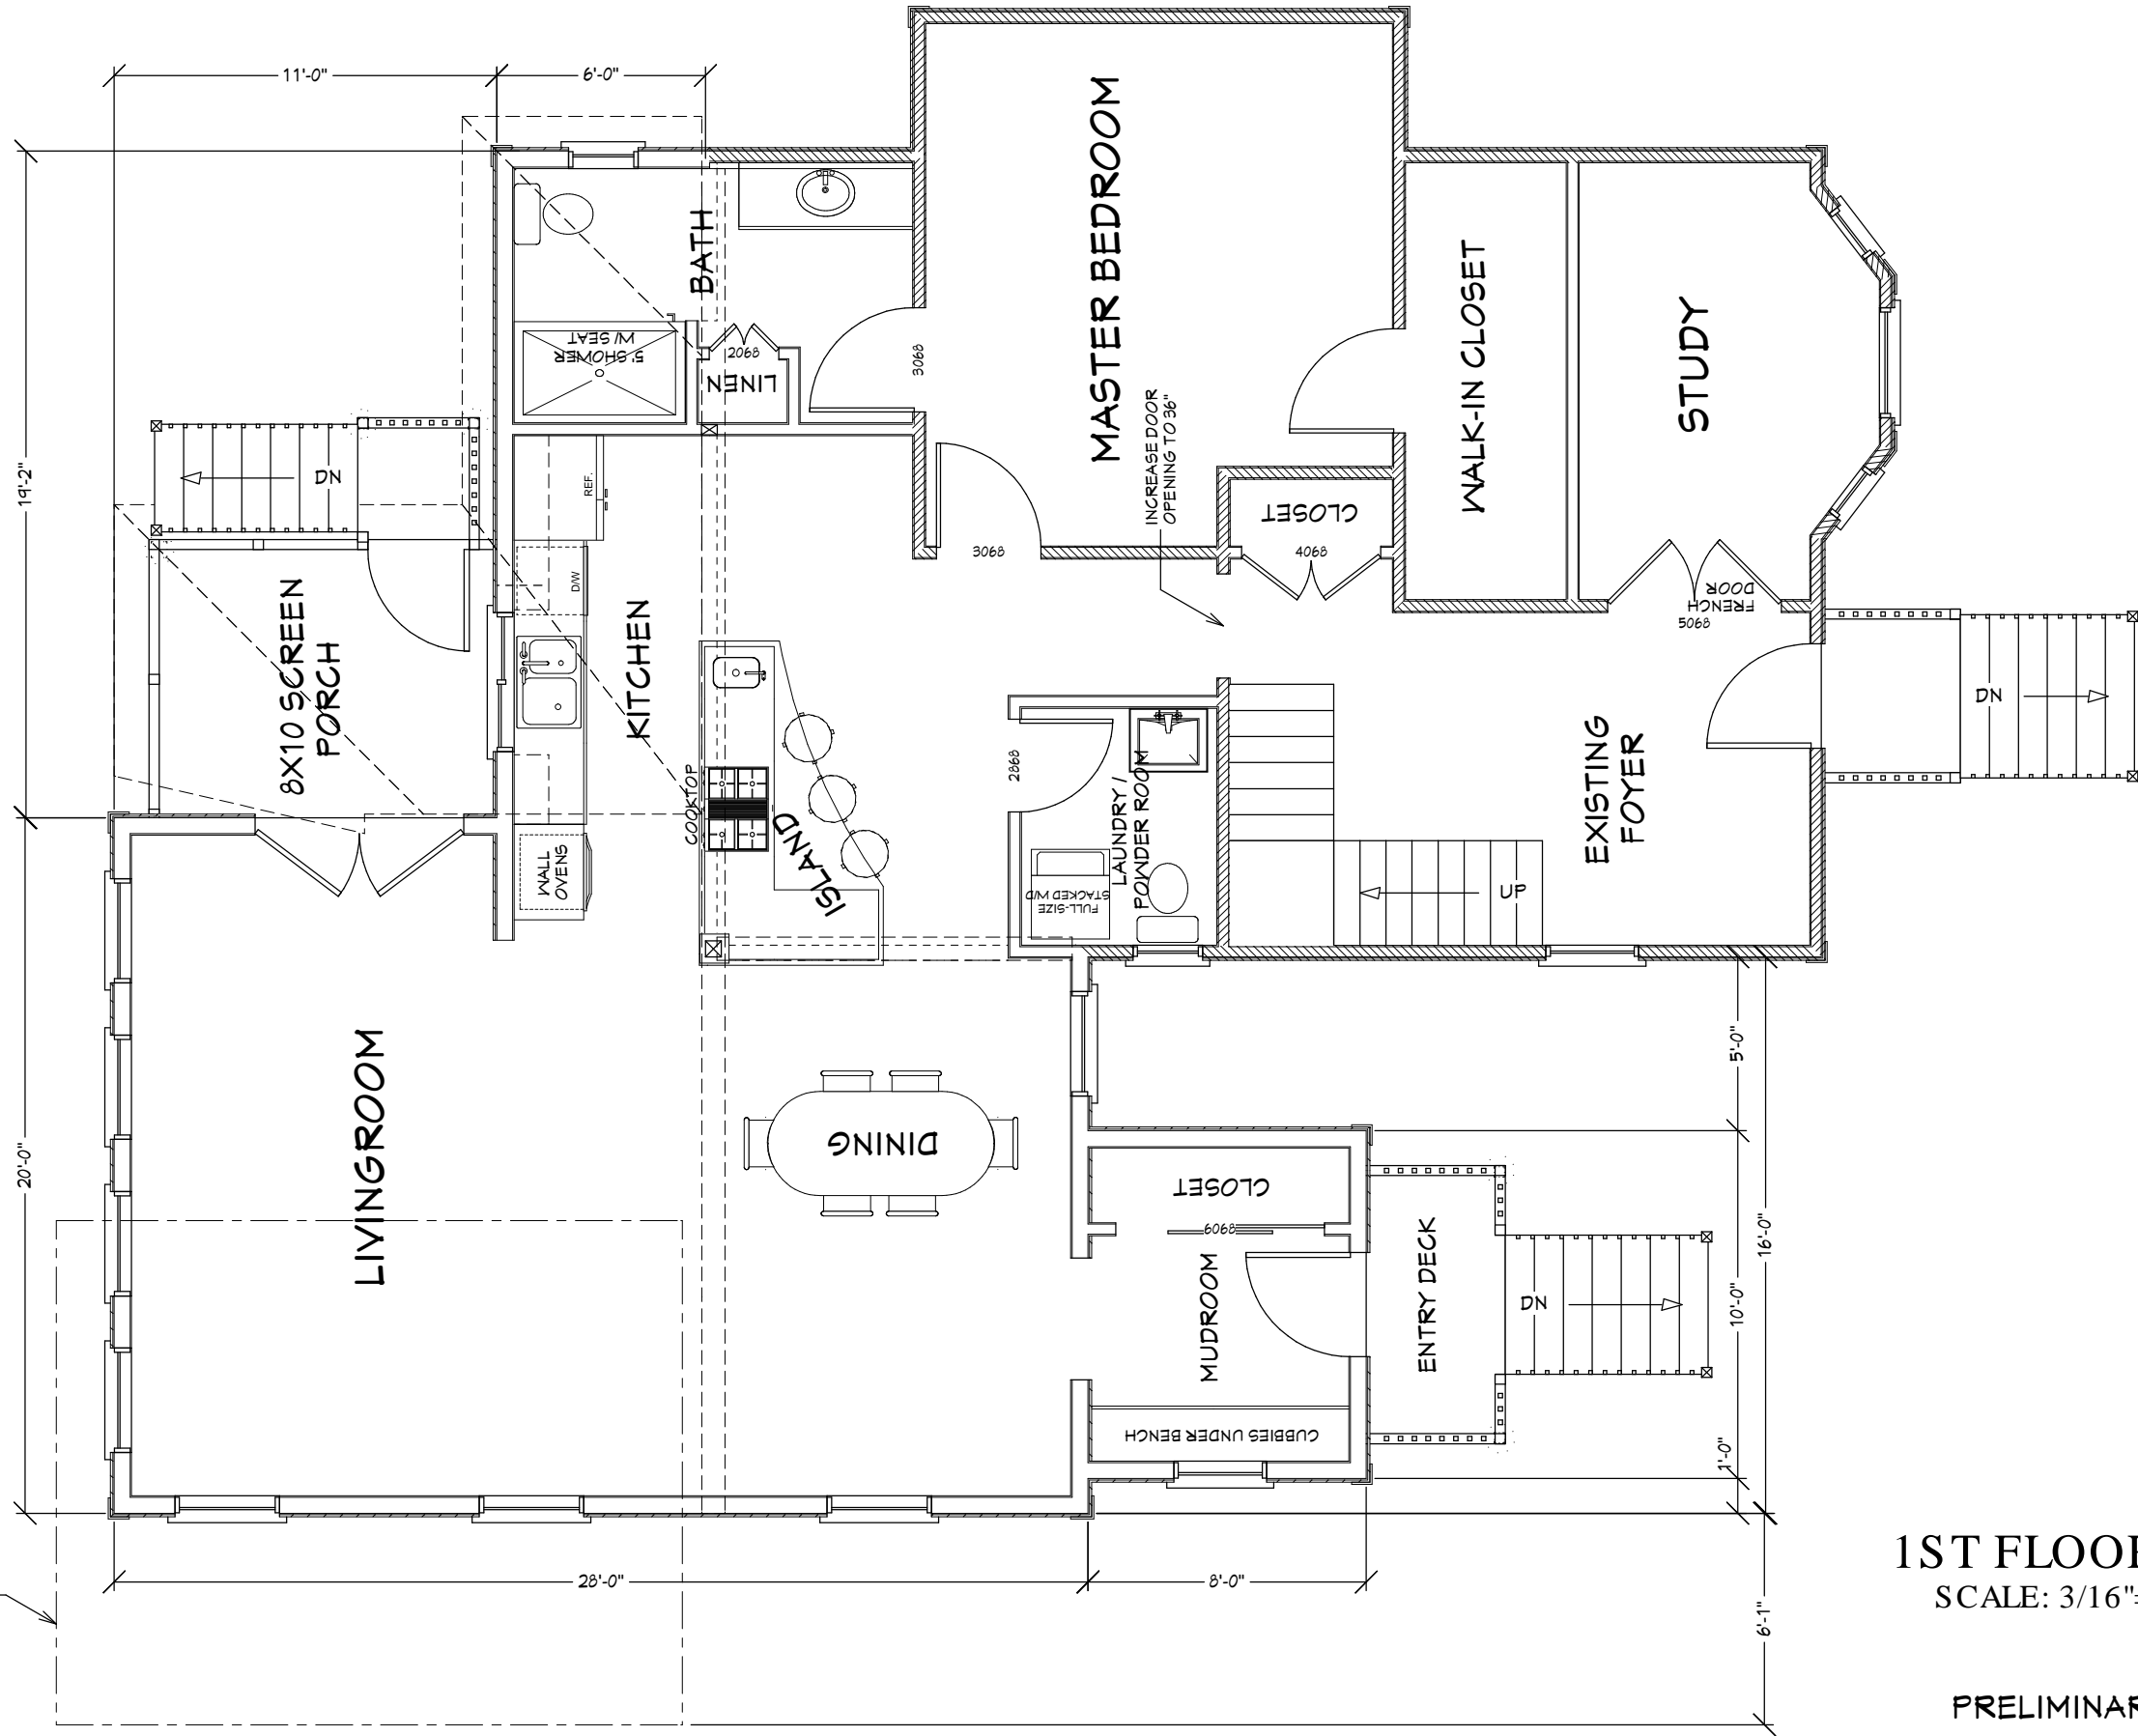 11'-0"
6'-0"
19'-2"
20'-0"
BATH
5' SHOWER
W/ SEAT
2068
LINEN
3068
MASTER BEDROOM
3068
INCREASE DOOR
OPENING TO 36"
CLOSET
4068
WALK-IN CLOSET
STUDY
FRENCH
DOOR
5068
DN
8X10 SCREEN
PORCH
REF.
D/W
KITCHEN
COOKTOP
ISLAND
WALL
OVENS
2868
LAUNDRY /
POWDER ROOM
FULL-SIZE
STACKED W/D
EXISTING
FOYER
UP
DN
LIVINGROOM
DINING
CLOSET
6068
MUDROOM
CUBBIES UNDER BENCH
ENTRY DECK
DN
5'-0"
16'-0"
10'-0"
1'-0"
28'-0"
8'-0"
6'-1"
1ST FLOOR
SCALE: 3/16"=
PRELIMINAR